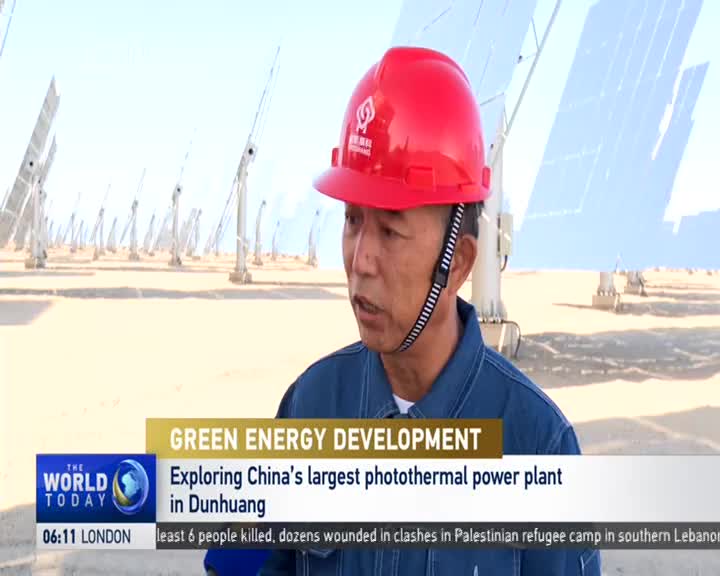 GREEN ENERGY DEVELOPMENT
Exploring China's largest photothermal power plant
in Dunhuang
THE
WORLD
TODAY
06:11 LONDON
least 6 people killed, dozens wounded in clashes in Palestinian refugee camp in southern Lebanon